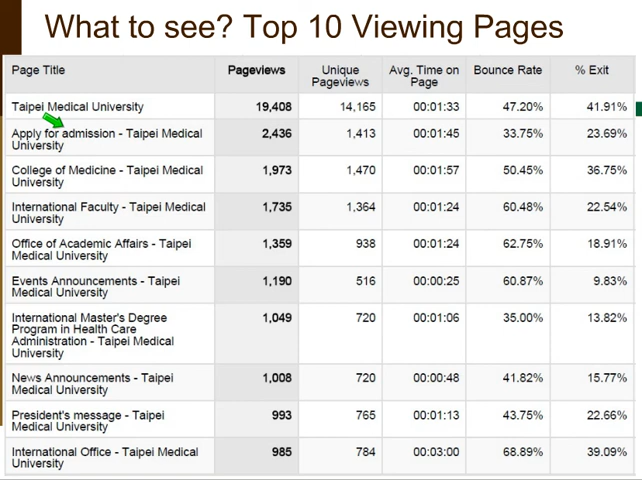 What to see? Top 10 Viewing Pages
Page Title Pageviews Unique Pageviews Avg. Time on Page Bounce Rate % Exit
Taipei Medical University 19,408 14,165 00:01:33 47.20% 41.91%
Apply for admission - Taipei Medical University 2,436 1,413 00:01:45 33.75% 23.69%
College of Medicine - Taipei Medical University 1,973 1,470 00:01:57 50.45% 36.75%
International Faculty - Taipei Medical University 1,735 1,364 00:01:24 60.48% 22.54%
Office of Academic Affairs - Taipei Medical University 1,359 938 00:01:24 62.75% 18.91%
Events Announcements - Taipei Medical University 1,190 516 00:00:25 60.87% 9.83%
International Master's Degree Program in Health Care Administration - Taipei Medical University 1,049 720 00:01:06 35.00% 13.82%
News Announcements - Taipei Medical University 1,008 720 00:00:48 41.82% 15.77%
President's message - Taipei Medical University 993 765 00:01:13 43.75% 22.66%
International Office - Taipei Medical University 985 784 00:03:00 68.89% 39.09%